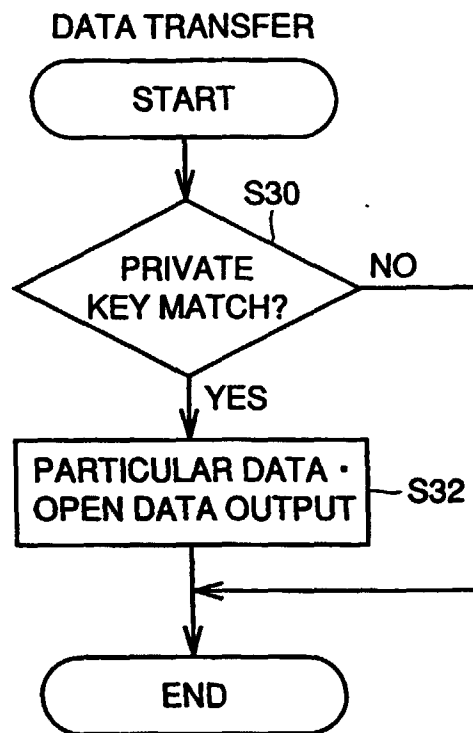 DATA TRANSFER
START
S30
PRIVATE
KEY MATCH?
NO
YES
PARTICULAR DATA ·
OPEN DATA OUTPUT
S32
END